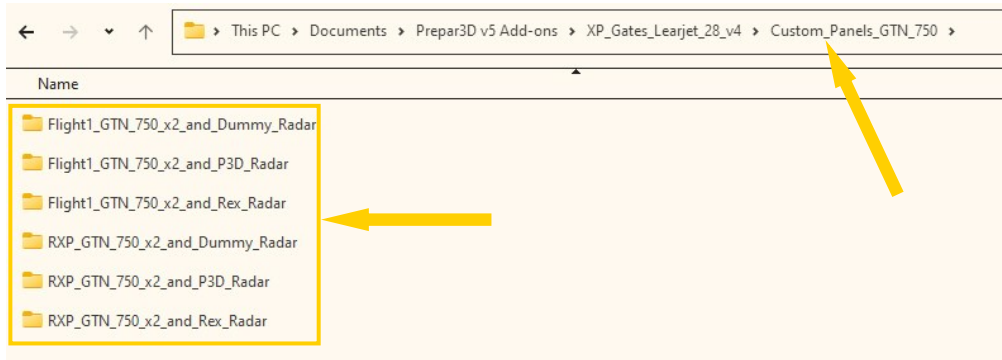 This PC > Documents > Prepar3D v5 Add-ons > XP_Gates_Learjet_28_v4 > Custom_Panels_GTN_750 >
Name
Flight1_GTN_750_x2_and_Dummy_Radar
Flight1_GTN_750_x2_and_P3D_Radar
Flight1_GTN_750_x2_and_Rex_Radar
RXP_GTN_750_x2_and_Dummy_Radar
RXP_GTN_750_x2_and_P3D_Radar
RXP_GTN_750_x2_and_Rex_Radar